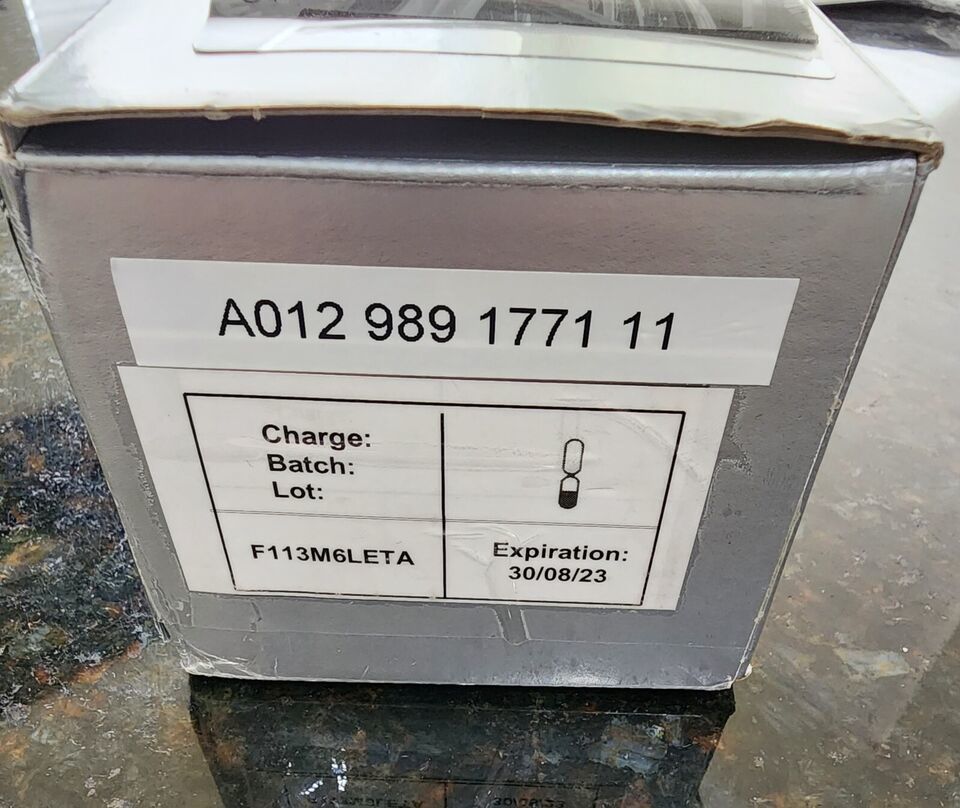 A012 989 1771 11
Charge:
Batch:
Lot:
F113M6LETA
Expiration:
30/08/23